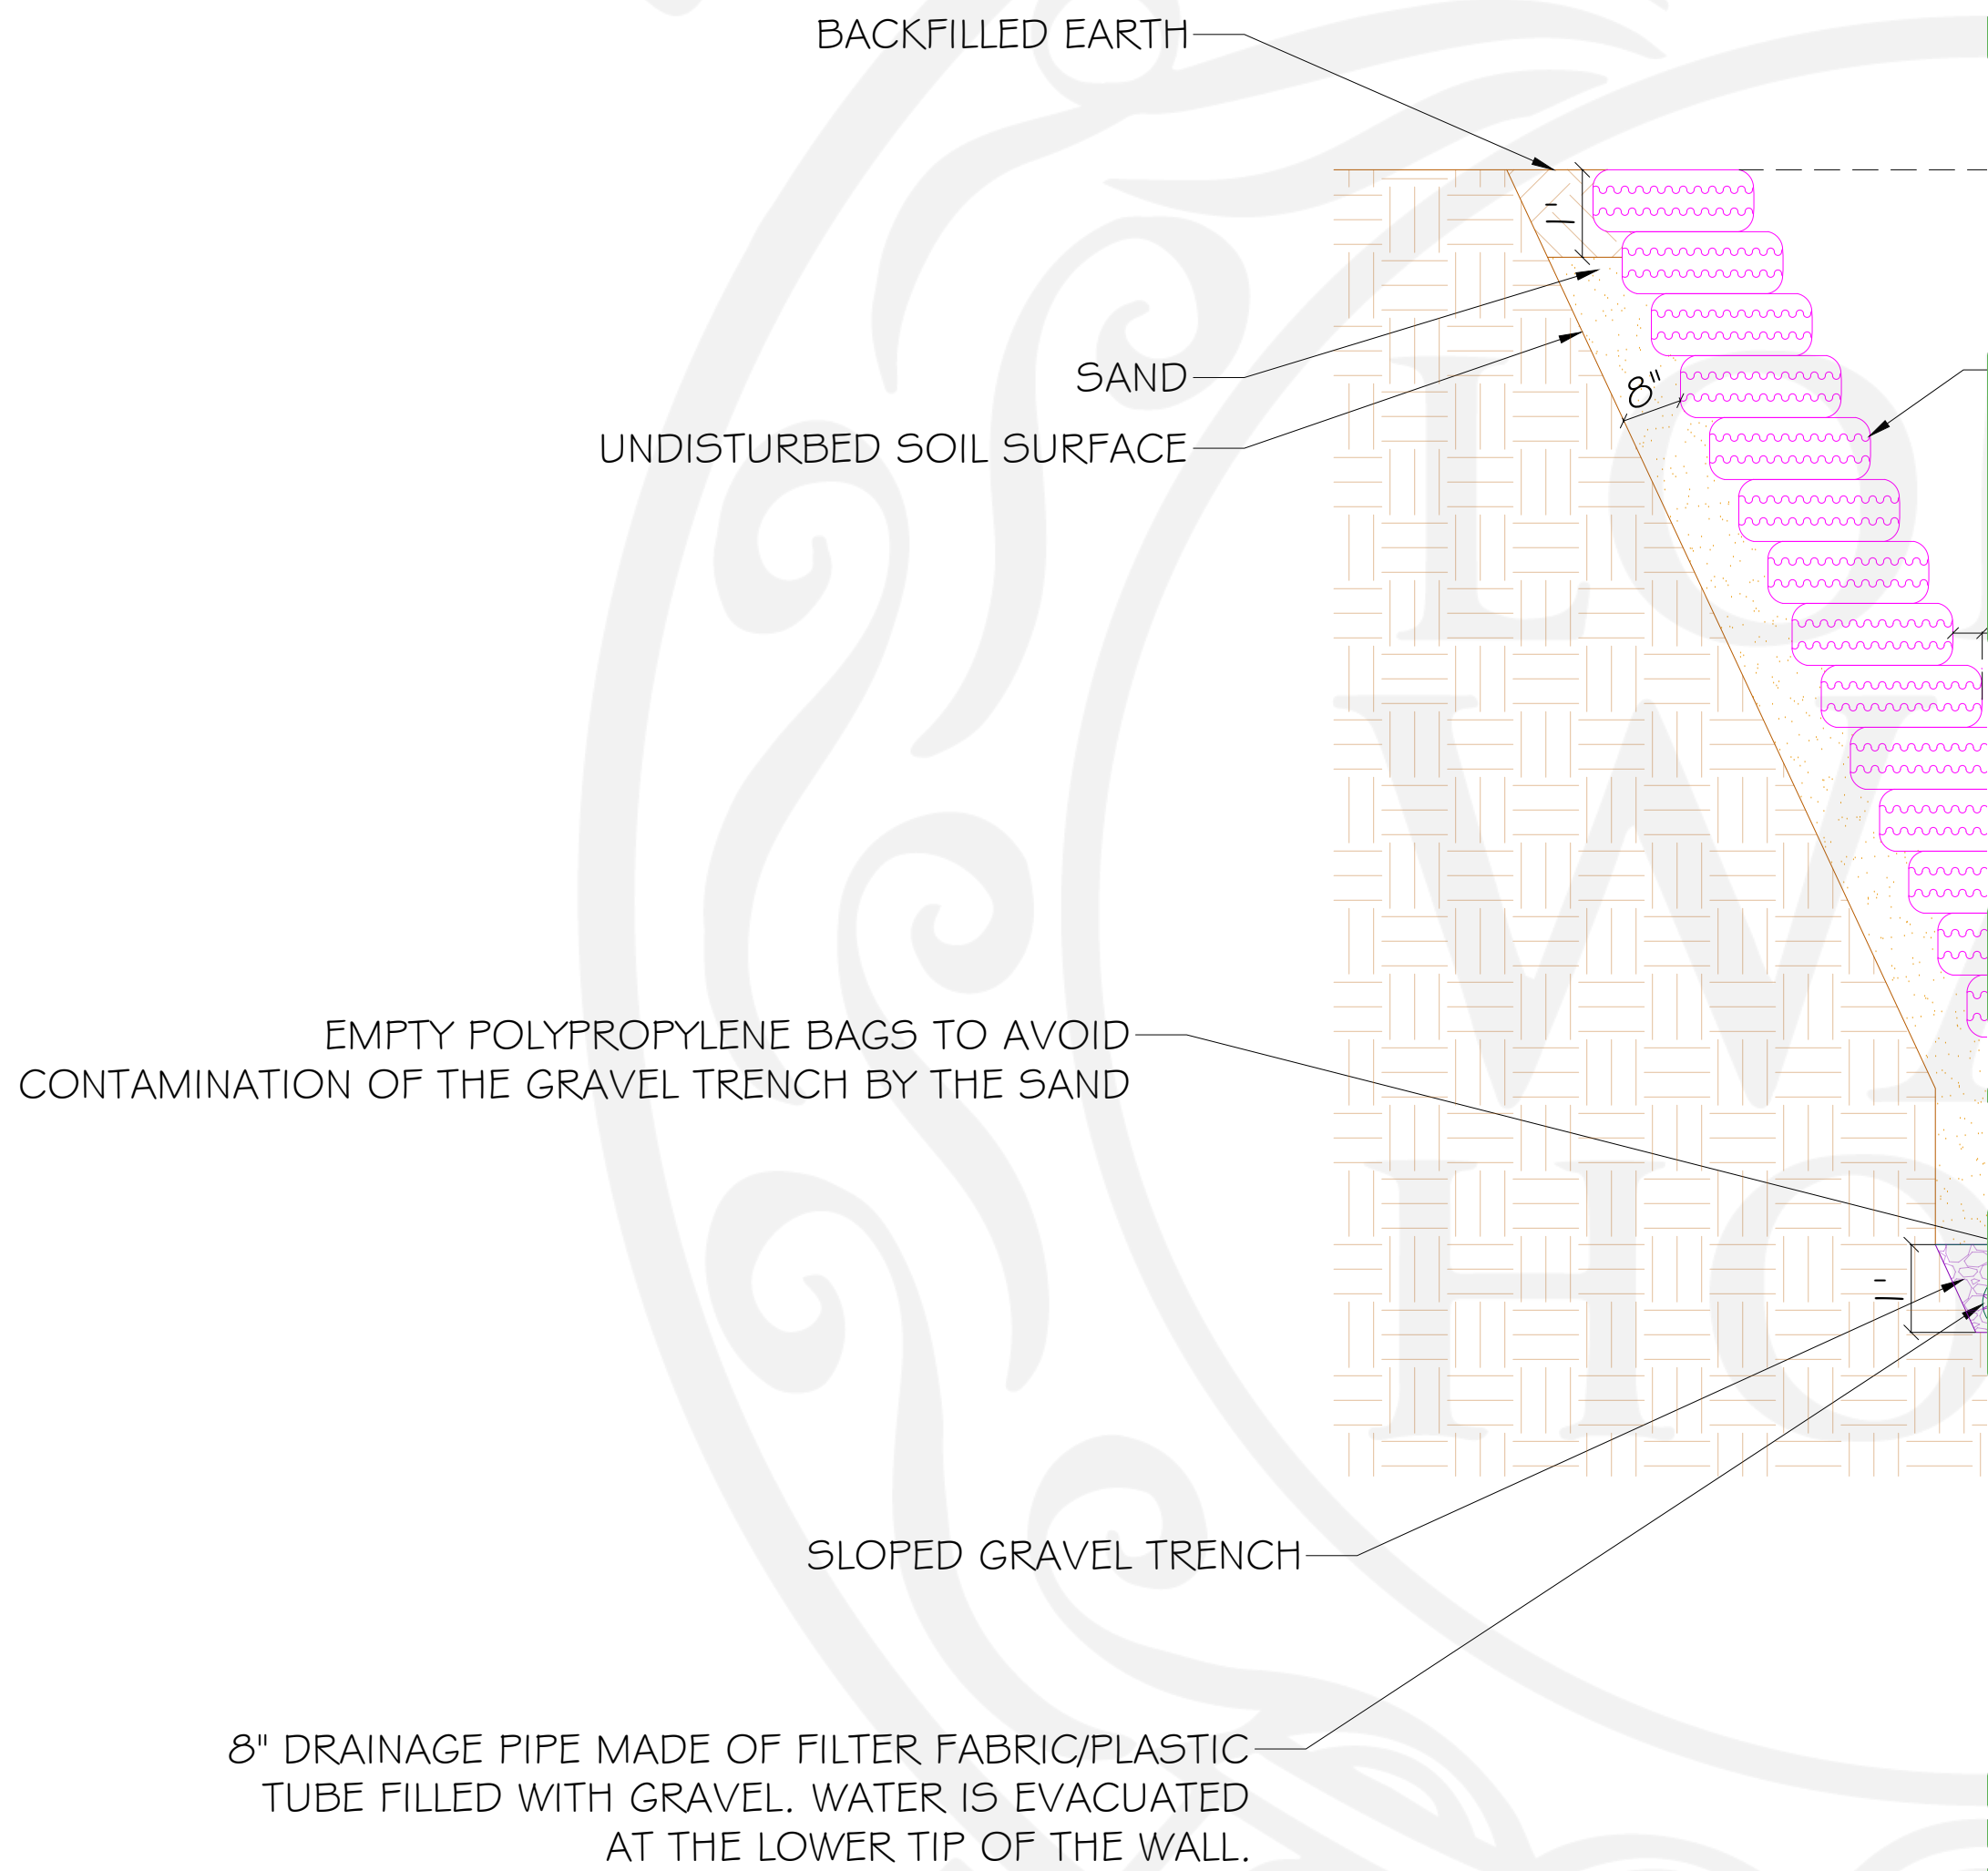 BACKFILLED EARTH
1'
SAND
8"
UNDISTURBED SOIL SURFACE
EMPTY POLYPROPYLENE BAGS TO AVOID
CONTAMINATION OF THE GRAVEL TRENCH BY THE SAND
1'
SLOPED GRAVEL TRENCH
8" DRAINAGE PIPE MADE OF FILTER FABRIC/PLASTIC
TUBE FILLED WITH GRAVEL. WATER IS EVACUATED
AT THE LOWER TIP OF THE WALL.